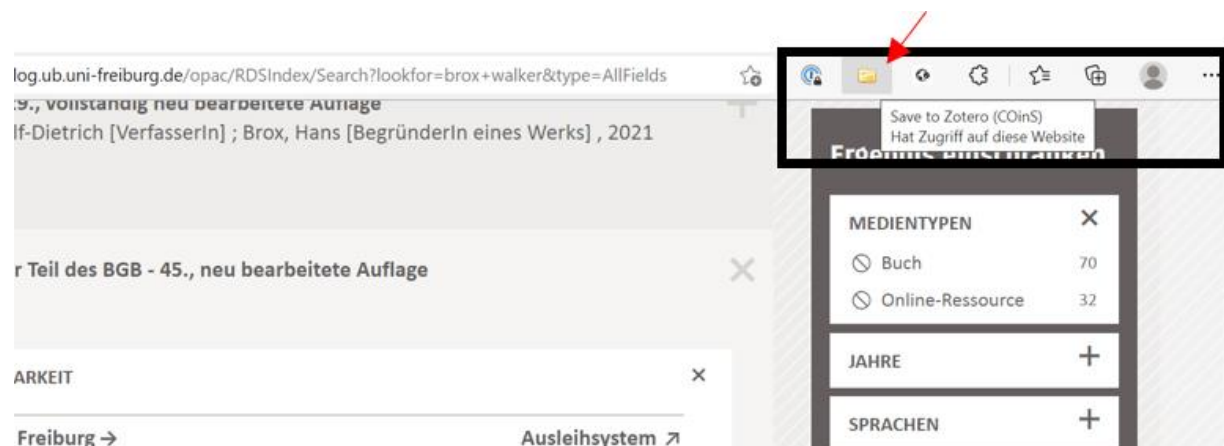 log.ub.uni-freiburg.de/opac/RDSIndex/Search?lookfor=brox+walker&type=AllFields
Save to Zotero (COinS)
Hat Zugriff auf diese Website
9., vollständig neu bearbeitete Auflage
lf-Dietrich [VerfasserIn] ; Brox, Hans [BegründerIn eines Werks] , 2021
Ergebnis einschränken
MEDIENTYPEN
Buch 70
Online-Ressource 32
r Teil des BGB - 45., neu bearbeitete Auflage
JAHRE
ARKEIT
SPRACHEN
Freiburg → Ausleihsystem ↗